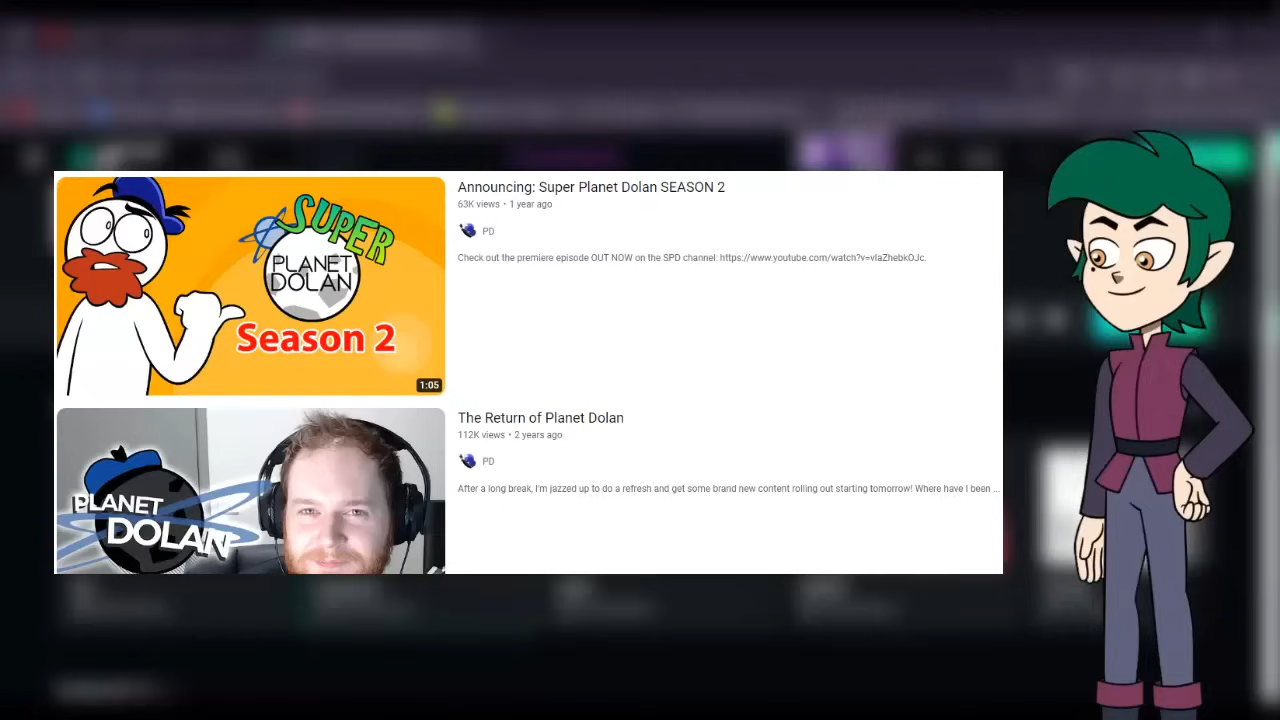 SUPER
PLANET
DOLAN
Season 2
1:05
Announcing: Super Planet Dolan SEASON 2
63K views • 1 year ago
PD
Check out the premiere episode OUT NOW on the SPD channel: https://www.youtube.com/watch?v=vIaZhebkOJc.
PLANET
DOLAN
The Return of Planet Dolan
112K views • 2 years ago
PD
After a long break, I'm jazzed up to do a refresh and get some brand new content rolling out starting tomorrow! Where have I been ...